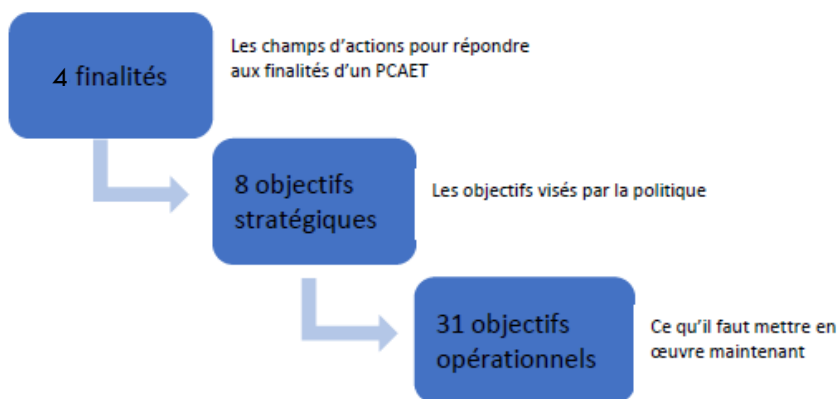 4 finalités
Les champs d'actions pour répondre
aux finalités d'un PCAET
8 objectifs
stratégiques
Les objectifs visés par la politique
31 objectifs
opérationnels
Ce qu'il faut mettre en
œuvre maintenant